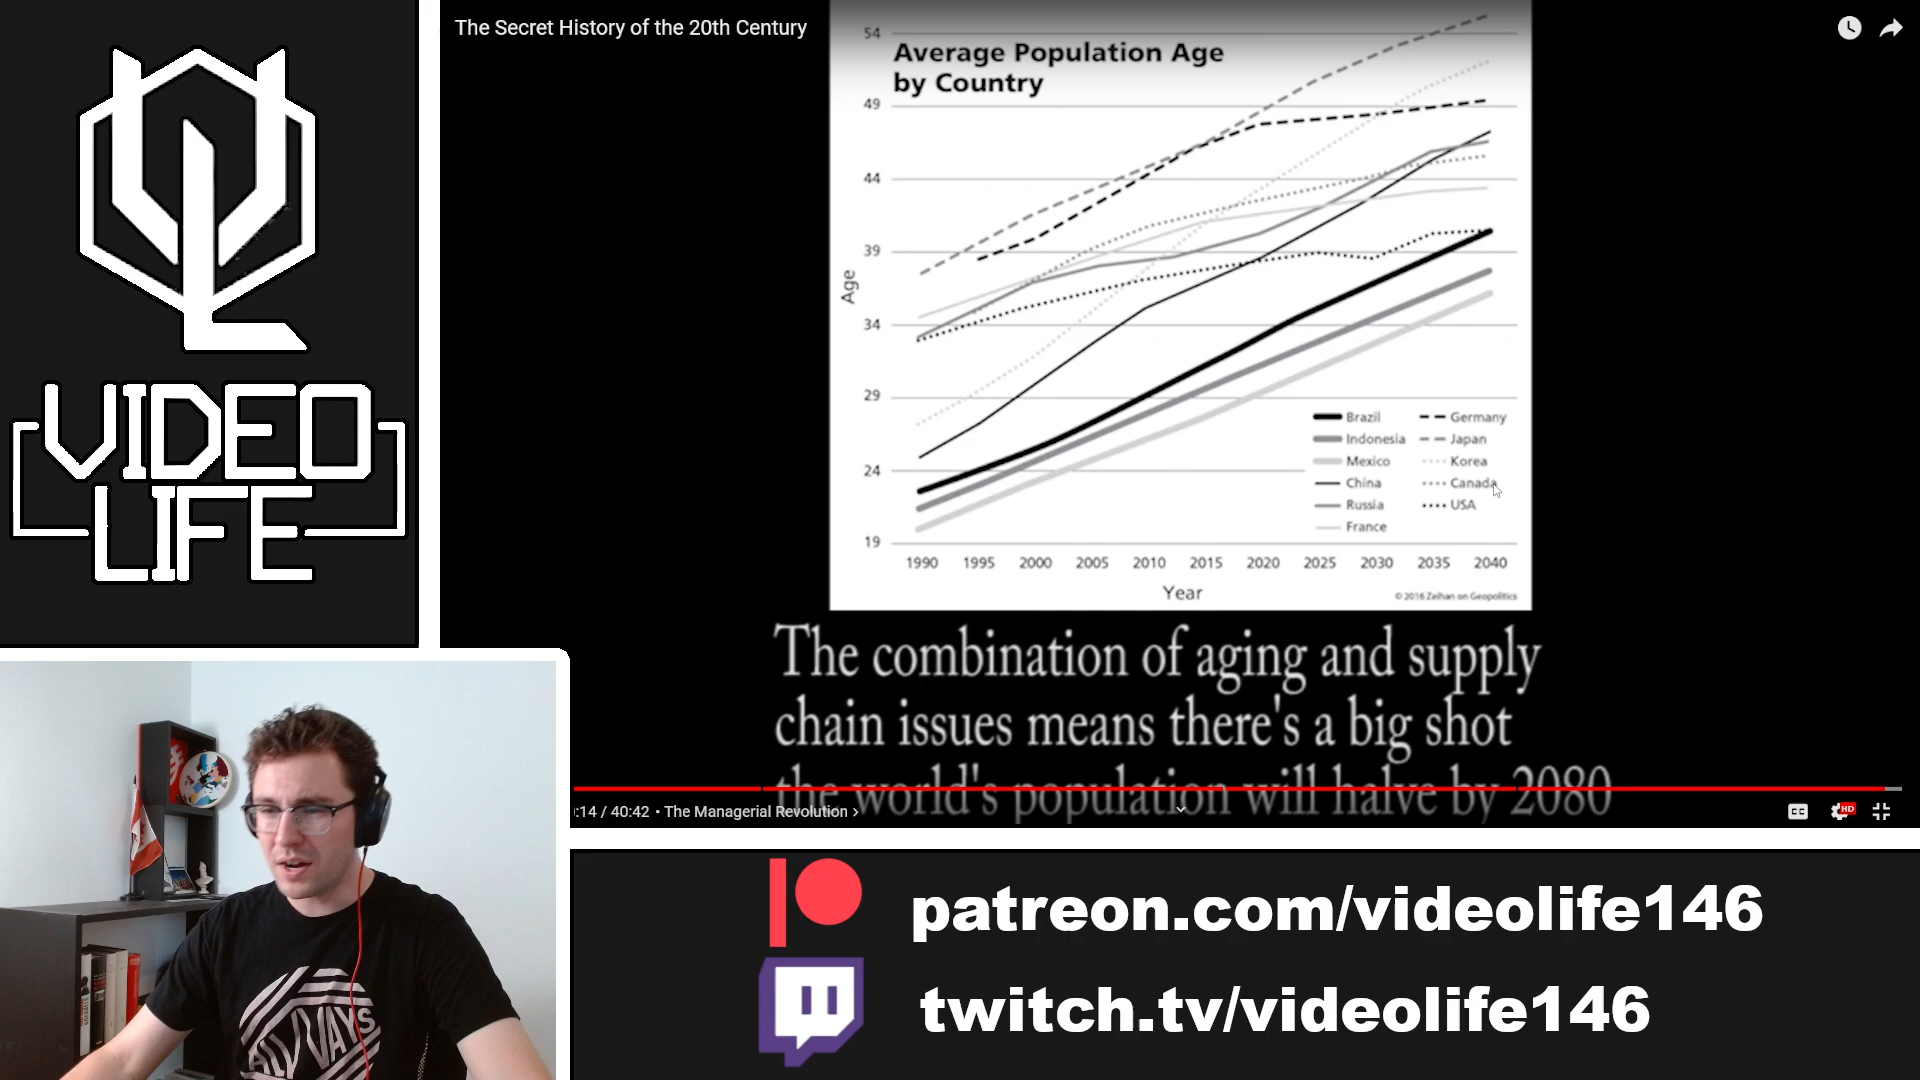 The Secret History of the 20th Century
Average Population Age
by Country
54
49
44
39
34
29
24
19
Age
Brazil
Indonesia
Mexico
China
Russia
France
Germany
Japan
Korea
Canada
USA
1990 1995 2000 2005 2010 2015 2020 2025 2030 2035 2040
Year
© 2016 Zeihan on Geopolitics
The combination of aging and supply
chain issues means there's a big shot
the world's population will halve by 2080
:14 / 40:42 • The Managerial Revolution
CC
HD
VIDEO
LIFE
ALVVAYS
patreon.com/videolife146
twitch.tv/videolife146